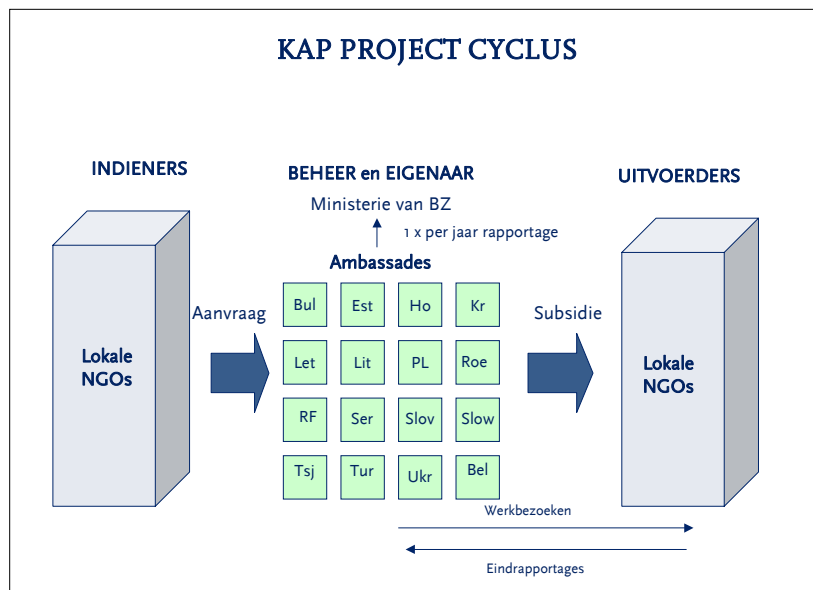 KAP PROJECT CYCLUS
INDIENERS
BEHEER en EIGENAAR
UITVOERDERS
Ministerie van BZ
1 x per jaar rapportage
Ambassades
Aanvraag
Subsidie
Lokale
NGOs
Bul Est Ho Kr
Let Lit PL Roe
RF Ser Slov Slow
Tsj Tur Ukr Bel
Lokale
NGOs
Werkbezoeken
Eindrapportages